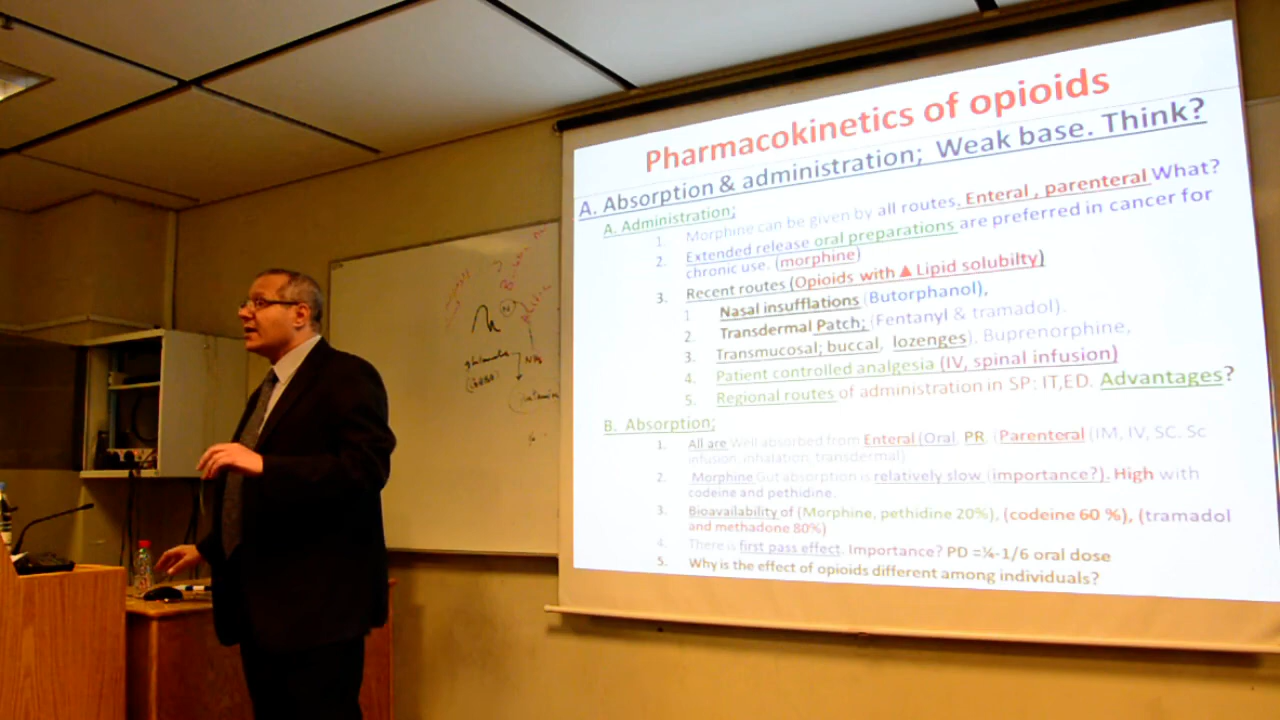 Pharmacokinetics of opioids
A. Absorption & administration; Weak base. Think?
A. Administration;
1. Morphine can be given by all routes. Enteral , parenteral What?
2. Extended release oral preparations are preferred in cancer for
chronic use. (morphine)
3. Recent routes (Opioids with ▲ Lipid solubilty)
1 Nasal insufflations (Butorphanol),
2. Transdermal Patch; (Fentanyl & tramadol).
3. Transmucosal; buccal, lozenges). Buprenorphine,
4. Patient controlled analgesia (IV, spinal infusion)
5. Regional routes of administration in SP: IT,ED. Advantages?
B. Absorption;
1. All are Well absorbed from Enteral (Oral, PR, (Parenteral (IM, IV, SC. Sc
infusion, inhalation, transdermal)
2. Morphine Gut absorption is relatively slow (importance?). High with
codeine and pethidine.
3. Bioavailability of (Morphine, pethidine 20%), (codeine 60 %), (tramadol
and methadone 80%)
4. There is first pass effect. Importance? PD =¼-1/6 oral dose
5. Why is the effect of opioids different among individuals?